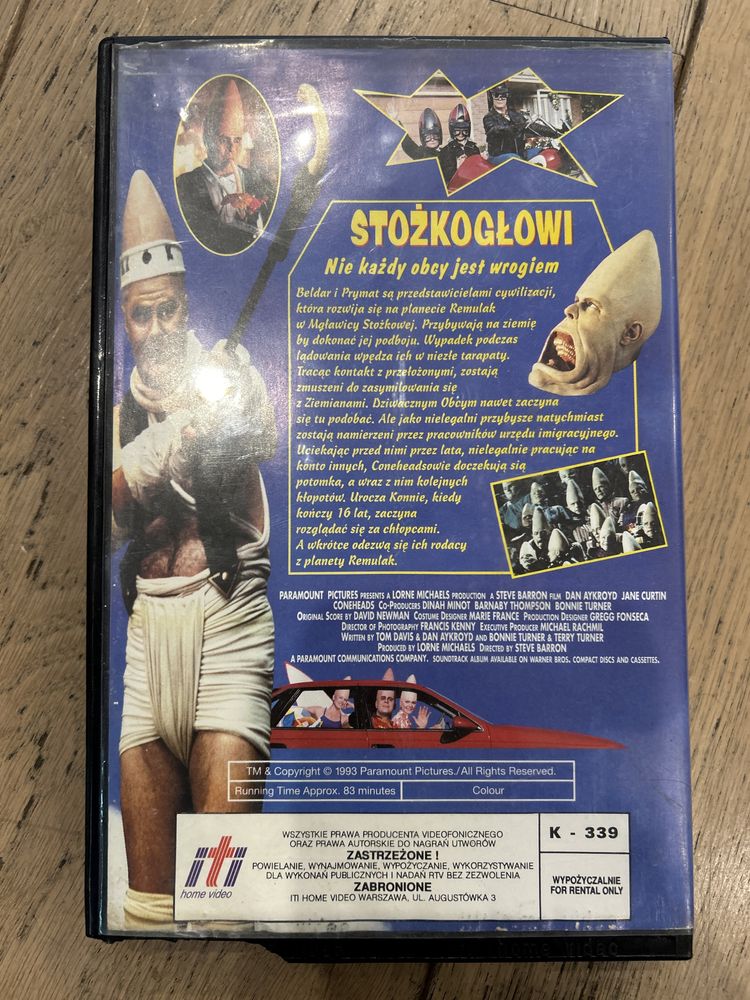 STOŻKOGŁOWI
Nie każdy obcy jest wrogiem
Beldar i Prymat są przedstawicielami cywilizacji,
która rozwija się na planecie Remulak
w Mgławicy Stożkowej. Przybywają na ziemię
by dokonać jej podboju. Wypadek podczas
lądowania wpędza ich w niezłe tarapaty.
Tracąc kontakt z przełożonymi, zostają
zmuszeni do zasymilowania się
z Ziemianami. Dziwacznym Obcym nawet zaczyna
się tu podobać. Ale jako nielegalni przybysze natychmiast
zostają namierzeni przez pracowników urzędu imigracyjnego.
Uciekając przed nimi przez lata, nielegalnie pracując na
konto innych, Coneheadsowie doczekują się
potomka, a wraz z nim kolejnych
kłopotów. Urocza Konnie, kiedy
kończy 16 lat, zaczyna
rozglądać się za chłopcami.
A wkrótce odezwą się ich rodacy
z planety Remulak.
PARAMOUNT PICTURES PRESENTS A LORNE MICHAELS PRODUCTION A STEVE BARRON FILM DAN AYKROYD JANE CURTIN
CONEHEADS CO-PRODUCERS DINAH MINOT BARNABY THOMPSON BONNIE TURNER
ORIGINAL SCORE BY DAVID NEWMAN COSTUME DESIGNER MARIE FRANCE PRODUCTION DESIGNER GREGG FONSECA
DIRECTOR OF PHOTOGRAPHY FRANCIS KENNY EXECUTIVE PRODUCER MICHAEL RACHMIL
WRITTEN BY TOM DAVIS & DAN AYKROYD AND BONNIE TURNER & TERRY TURNER
PRODUCED BY LORNE MICHAELS DIRECTED BY STEVE BARRON
A PARAMOUNT COMMUNICATIONS COMPANY. SOUNDTRACK ALBUM AVAILABLE ON WARNER BROS. COMPACT DISCS AND CASSETTES.
TM & Copyright © 1993 Paramount Pictures./All Rights Reserved.
Running Time Approx. 83 minutes
Colour
iti
home video
WSZYSTKIE PRAWA PRODUCENTA VIDEOFONICZNEGO
ORAZ PRAWA AUTORSKIE DO NAGRAŃ UTWORÓW
ZASTRZEŻONE !
POWIELANIE, WYNAJMOWANIE, WYPOŻYCZANIE, WYKORZYSTYWANIE
DLA WYKONAŃ PUBLICZNYCH I NADAŃ RTV BEZ ZEZWOLENIA
ZABRONIONE
ITI HOME VIDEO WARSZAWA, UL. AUGUSTÓWKA 3
K - 339
WYPOŻYCZALNIE
FOR RENTAL ONLY
home video